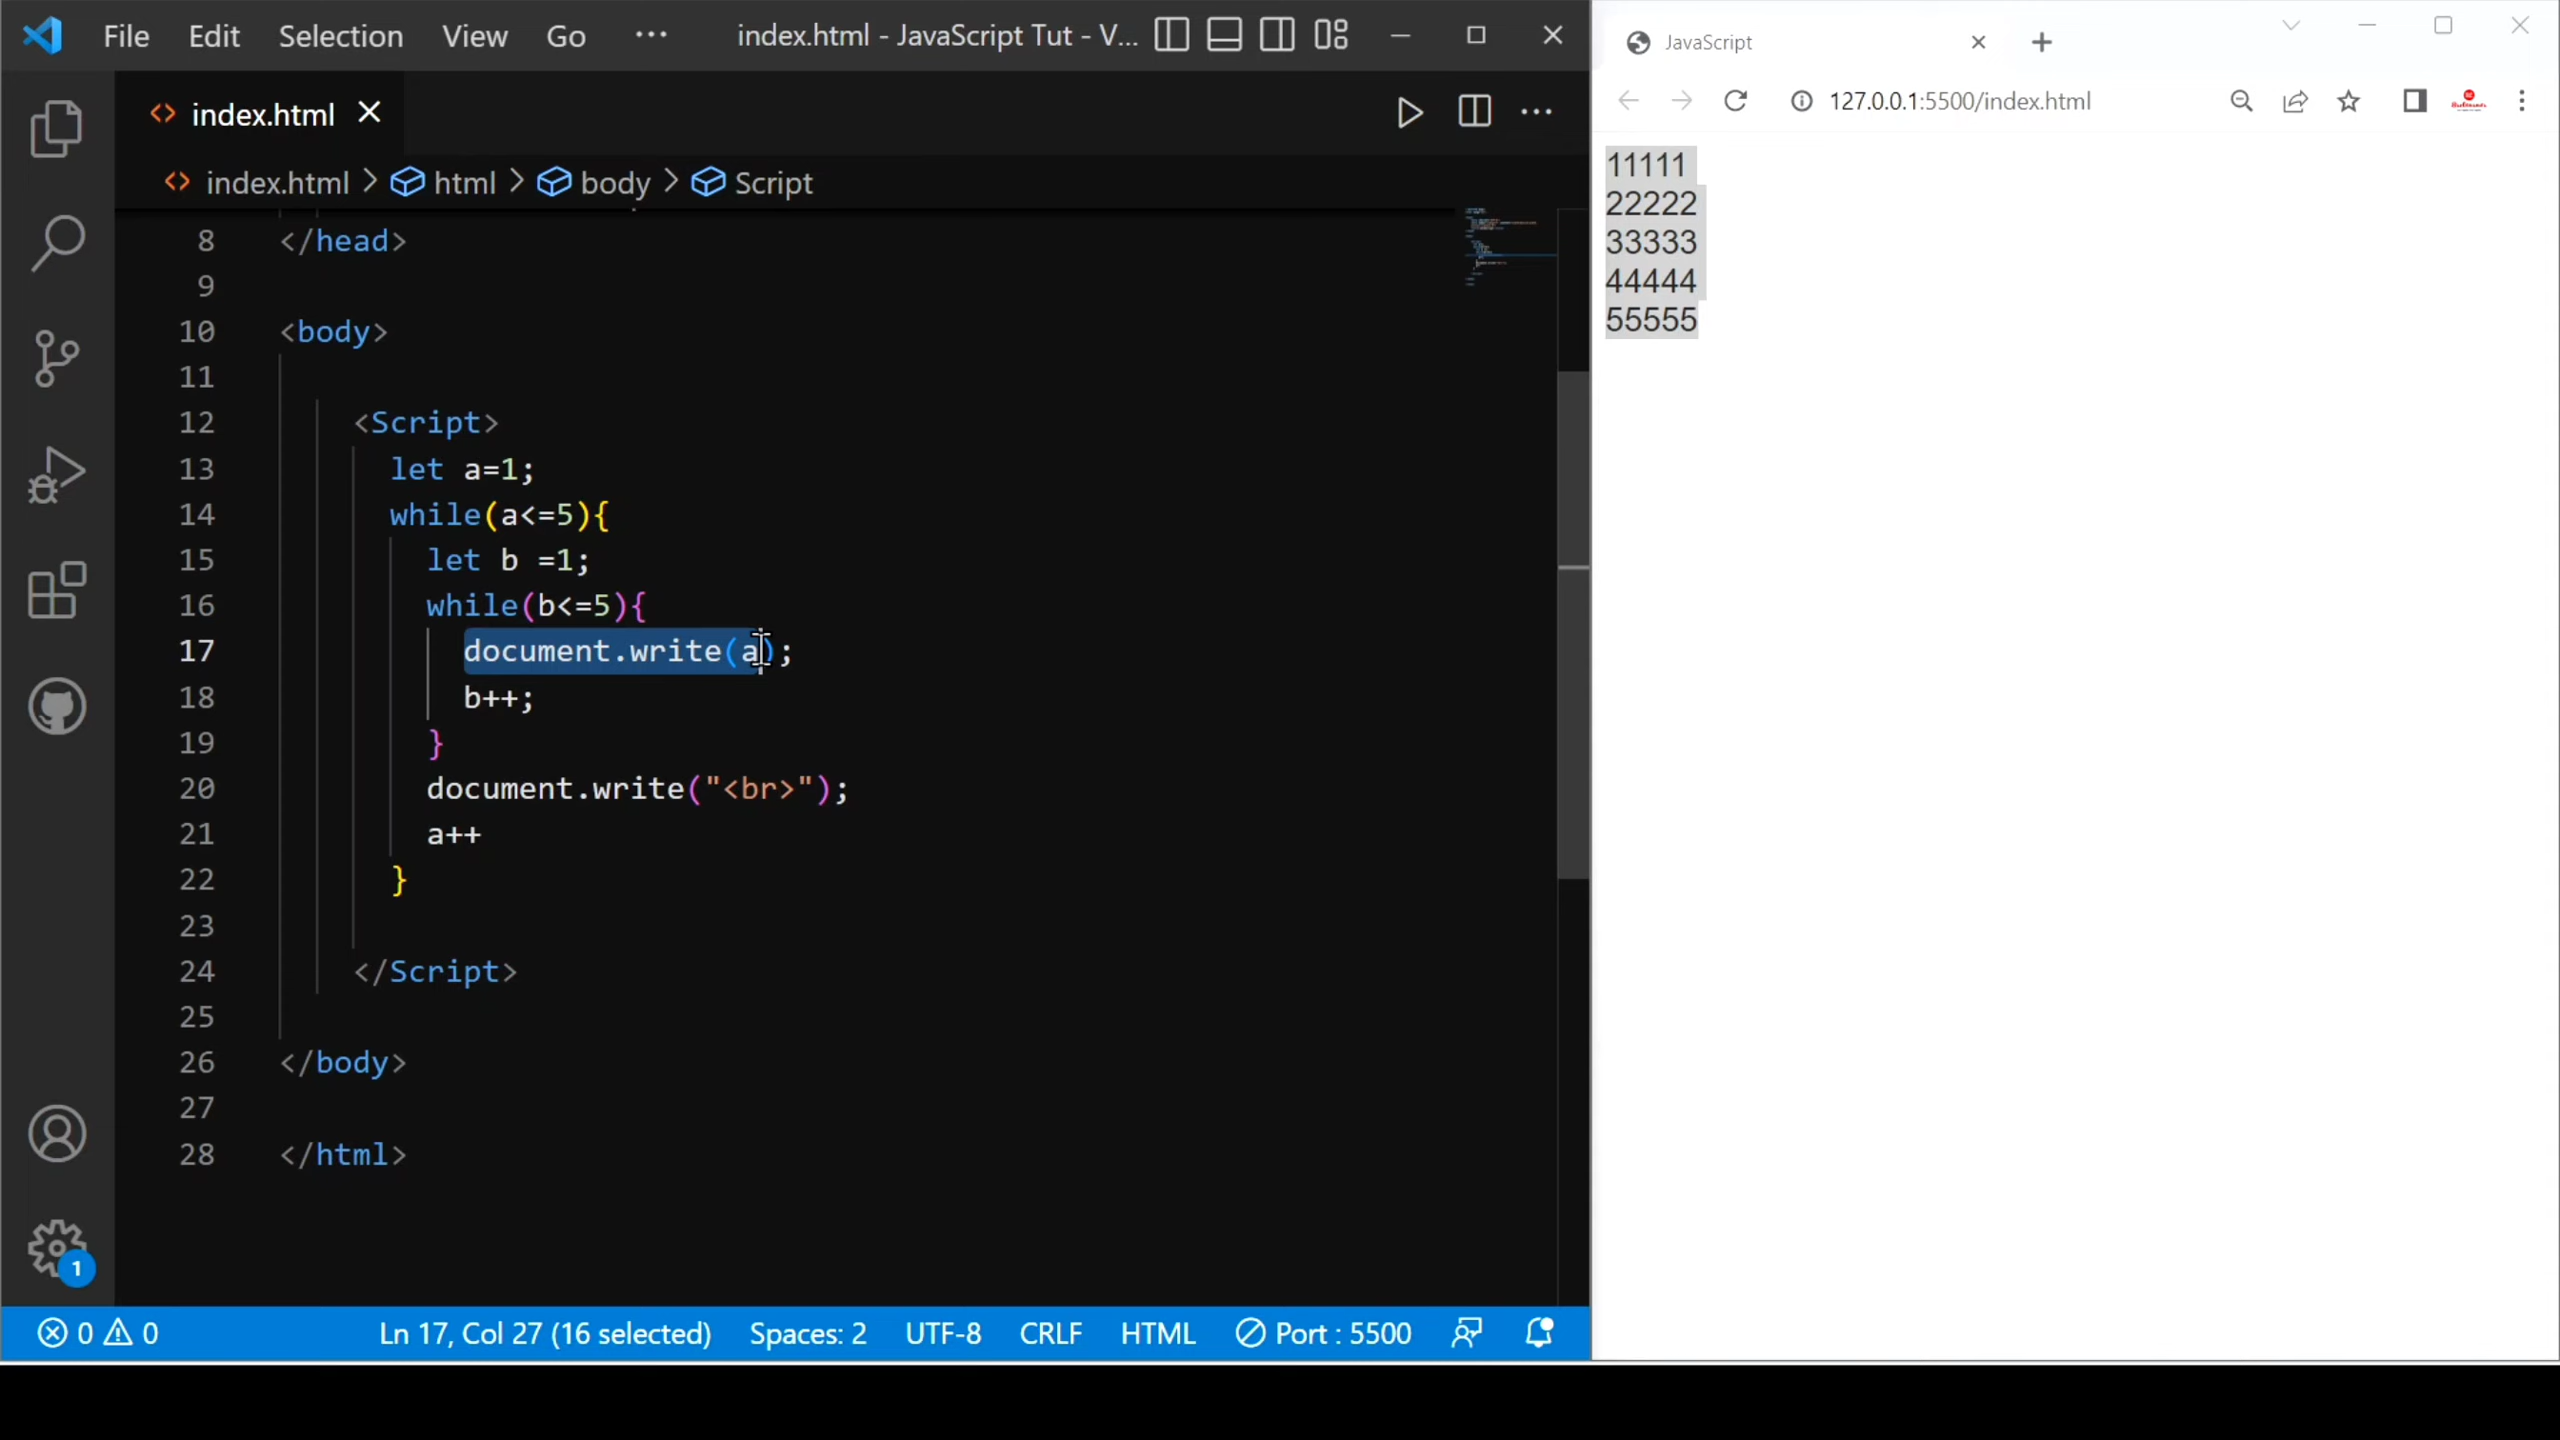 File Edit Selection View Go ··· index.html - JavaScript Tut - V...
index.html
index.html > html > body > Script
8 </head>
9
10 <body>
11
12 <Script>
13 let a=1;
14 while(a<=5){
15 let b =1;
16 while(b<=5){
17 document.write(a);
18 b++;
19 }
20 document.write("<br>");
21 a++
22 }
23
24 </Script>
25
26 </body>
27
28 </html>
1
0 0 Ln 17, Col 27 (16 selected) Spaces: 2 UTF-8 CRLF HTML Port : 5500
JavaScript
127.0.0.1:5500/index.html
11111
22222
33333
44444
55555